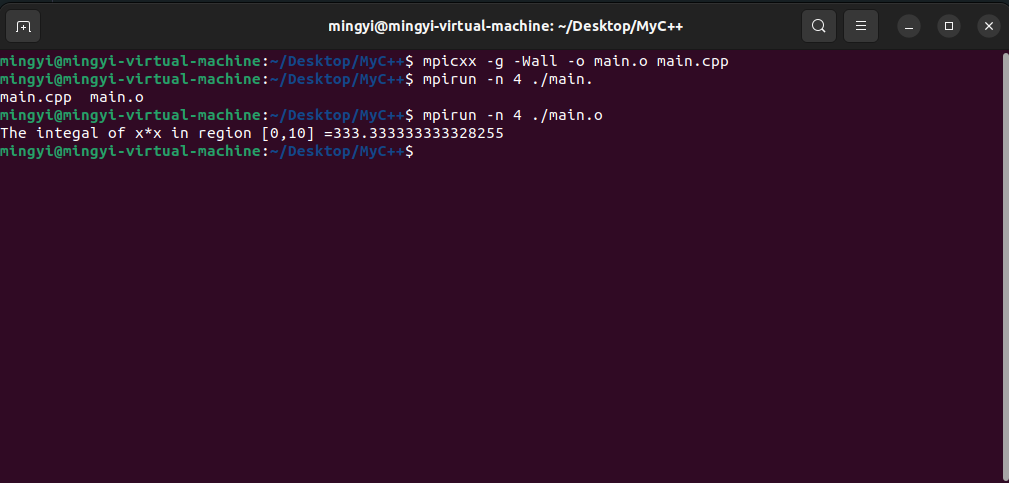 mingyi@mingyi-virtual-machine: ~/Desktop/MyC++
mingyi@mingyi-virtual-machine:~/Desktop/MyC++$ mpicxx -g -Wall -o main.o main.cpp
mingyi@mingyi-virtual-machine:~/Desktop/MyC++$ mpirun -n 4 ./main.
main.cpp  main.o
mingyi@mingyi-virtual-machine:~/Desktop/MyC++$ mpirun -n 4 ./main.o
The integal of x*x in region [0,10] =333.333333333328255
mingyi@mingyi-virtual-machine:~/Desktop/MyC++$